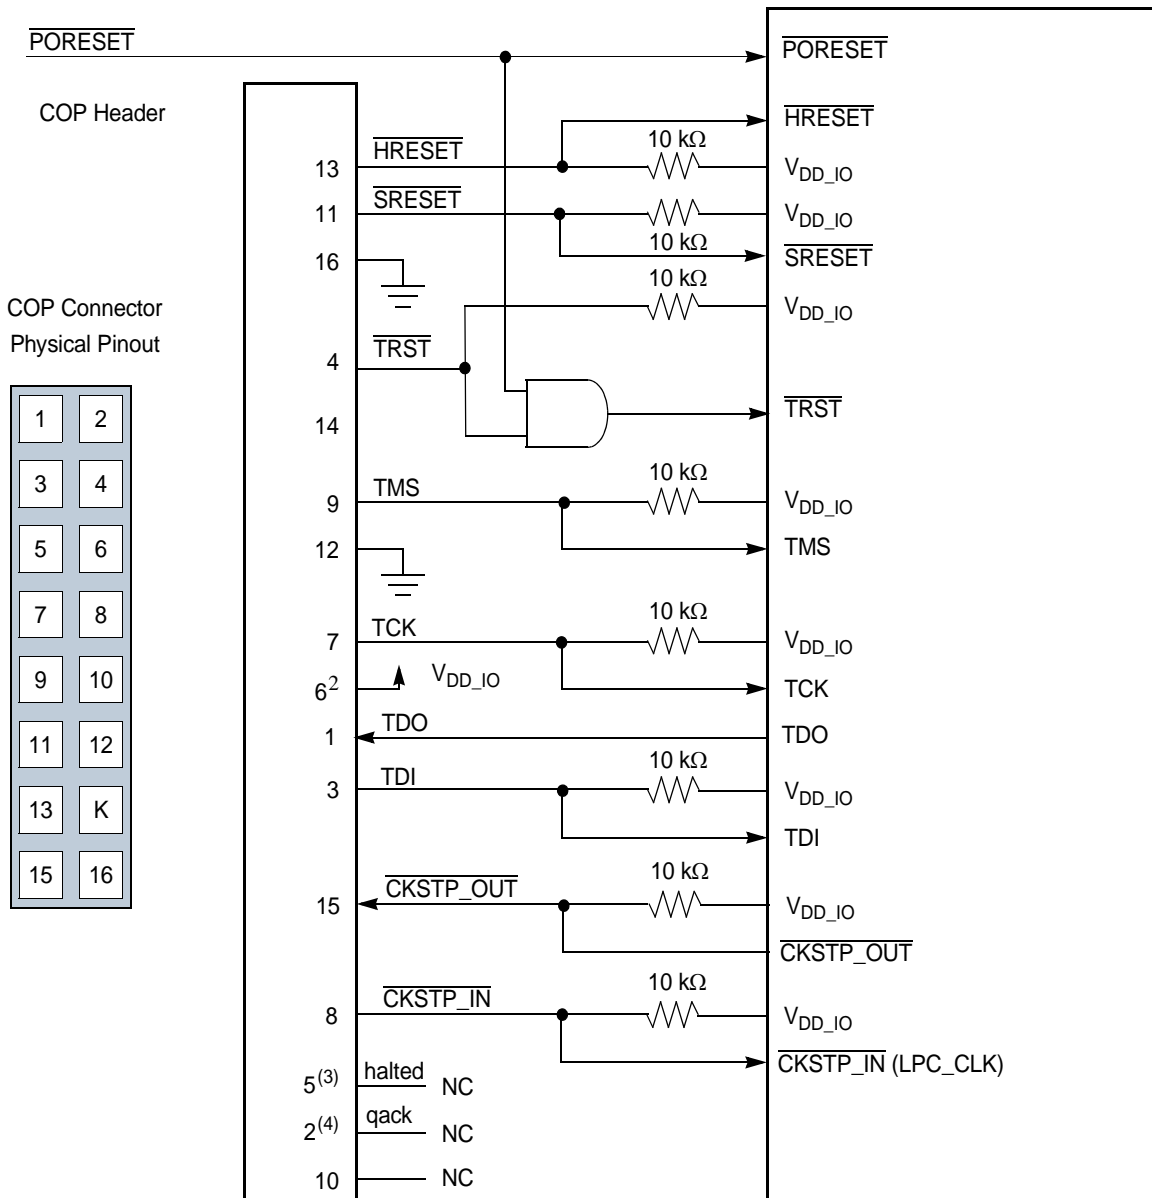 PORESET
PORESET
COP Header
HRESET
13 HRESET 10 kΩ VDD_IO
11 SRESET 10 kΩ VDD_IO
SRESET
16
10 kΩ VDD_IO
COP Connector
Physical Pinout
4 TRST
14
TRST
1 2
3 4
5 6
7 8
9 10
11 12
13 K
15 16
9 TMS 10 kΩ VDD_IO
TMS
12
7 TCK 10 kΩ VDD_IO
6² VDD_IO
TCK
1 TDO TDO
3 TDI 10 kΩ VDD_IO
TDI
15 CKSTP_OUT 10 kΩ VDD_IO
CKSTP_OUT
8 CKSTP_IN 10 kΩ VDD_IO
CKSTP_IN (LPC_CLK)
5(3) halted NC
2(4) qack NC
10 NC